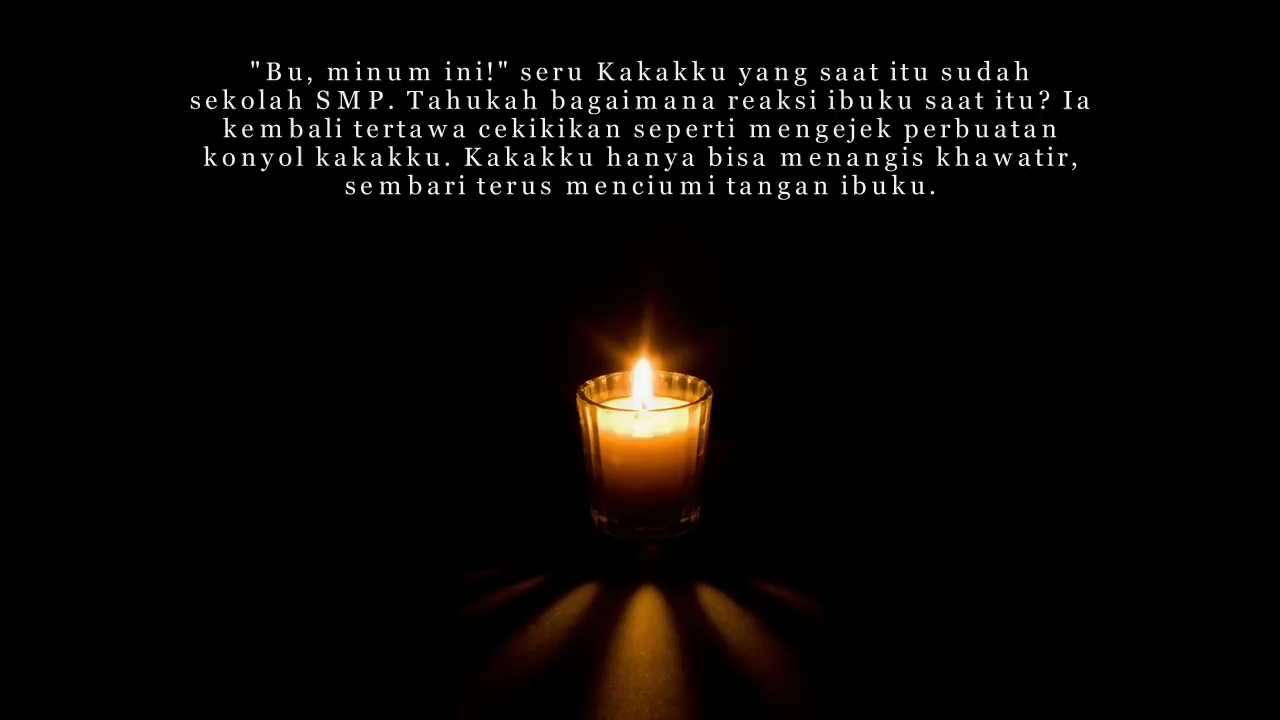 "Bu, minum ini!" seru Kakakku yang saat itu sudah
sekolah SMP. Tahukah bagaimana reaksi ibuku saat itu? Ia
kembali tertawa cekikikan seperti mengejek perbuatan
konyol kakakku. Kakakku hanya bisa menangis khawatir,
sembari terus menciumi tangan ibuku.